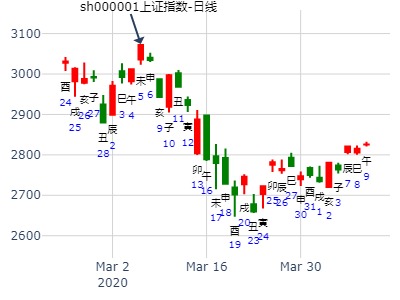 sh000001上证指数-日线
3100
3000
2900
2800
2700
2600
酉
24
戌
25
亥
26
子
27
丑
28
辰
2
巳
3
午
4
未
5
申
6
亥
9
子
10
丑
11
寅
12
卯
13
午
16
未
17
申
18
酉
19
戌
20
丑
23
寅
24
卯
25
辰
26
巳
27
申
30
酉
31
戌
1
亥
2
子
3
卯
7
辰
8
巳
午
9
Mar 2
2020
Mar 16
Mar 30